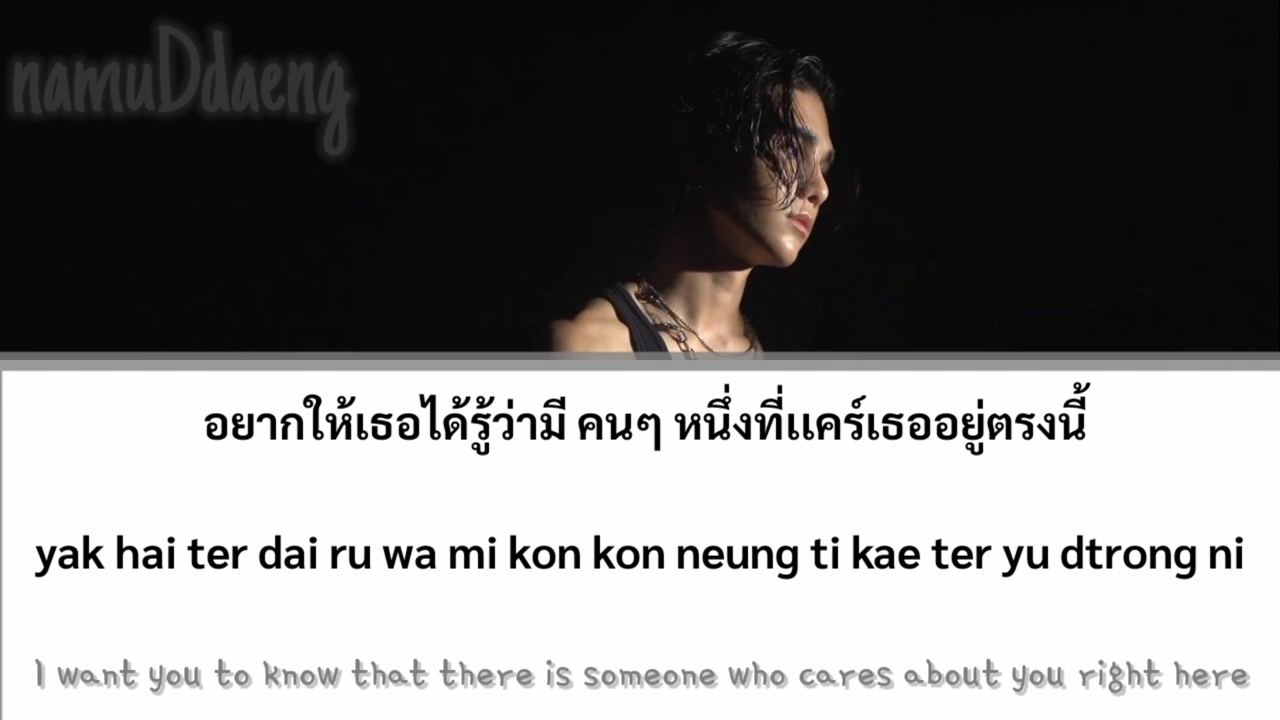 namuDdaeng
อยากให้เธอได้รู้ว่ามี คนๆ หนึ่งที่แคร์เธออยู่ตรงนี้
yak hai ter dai ru wa mi kon kon neung ti kae ter yu dtrong ni
I want you to know that there is someone who cares about you right here